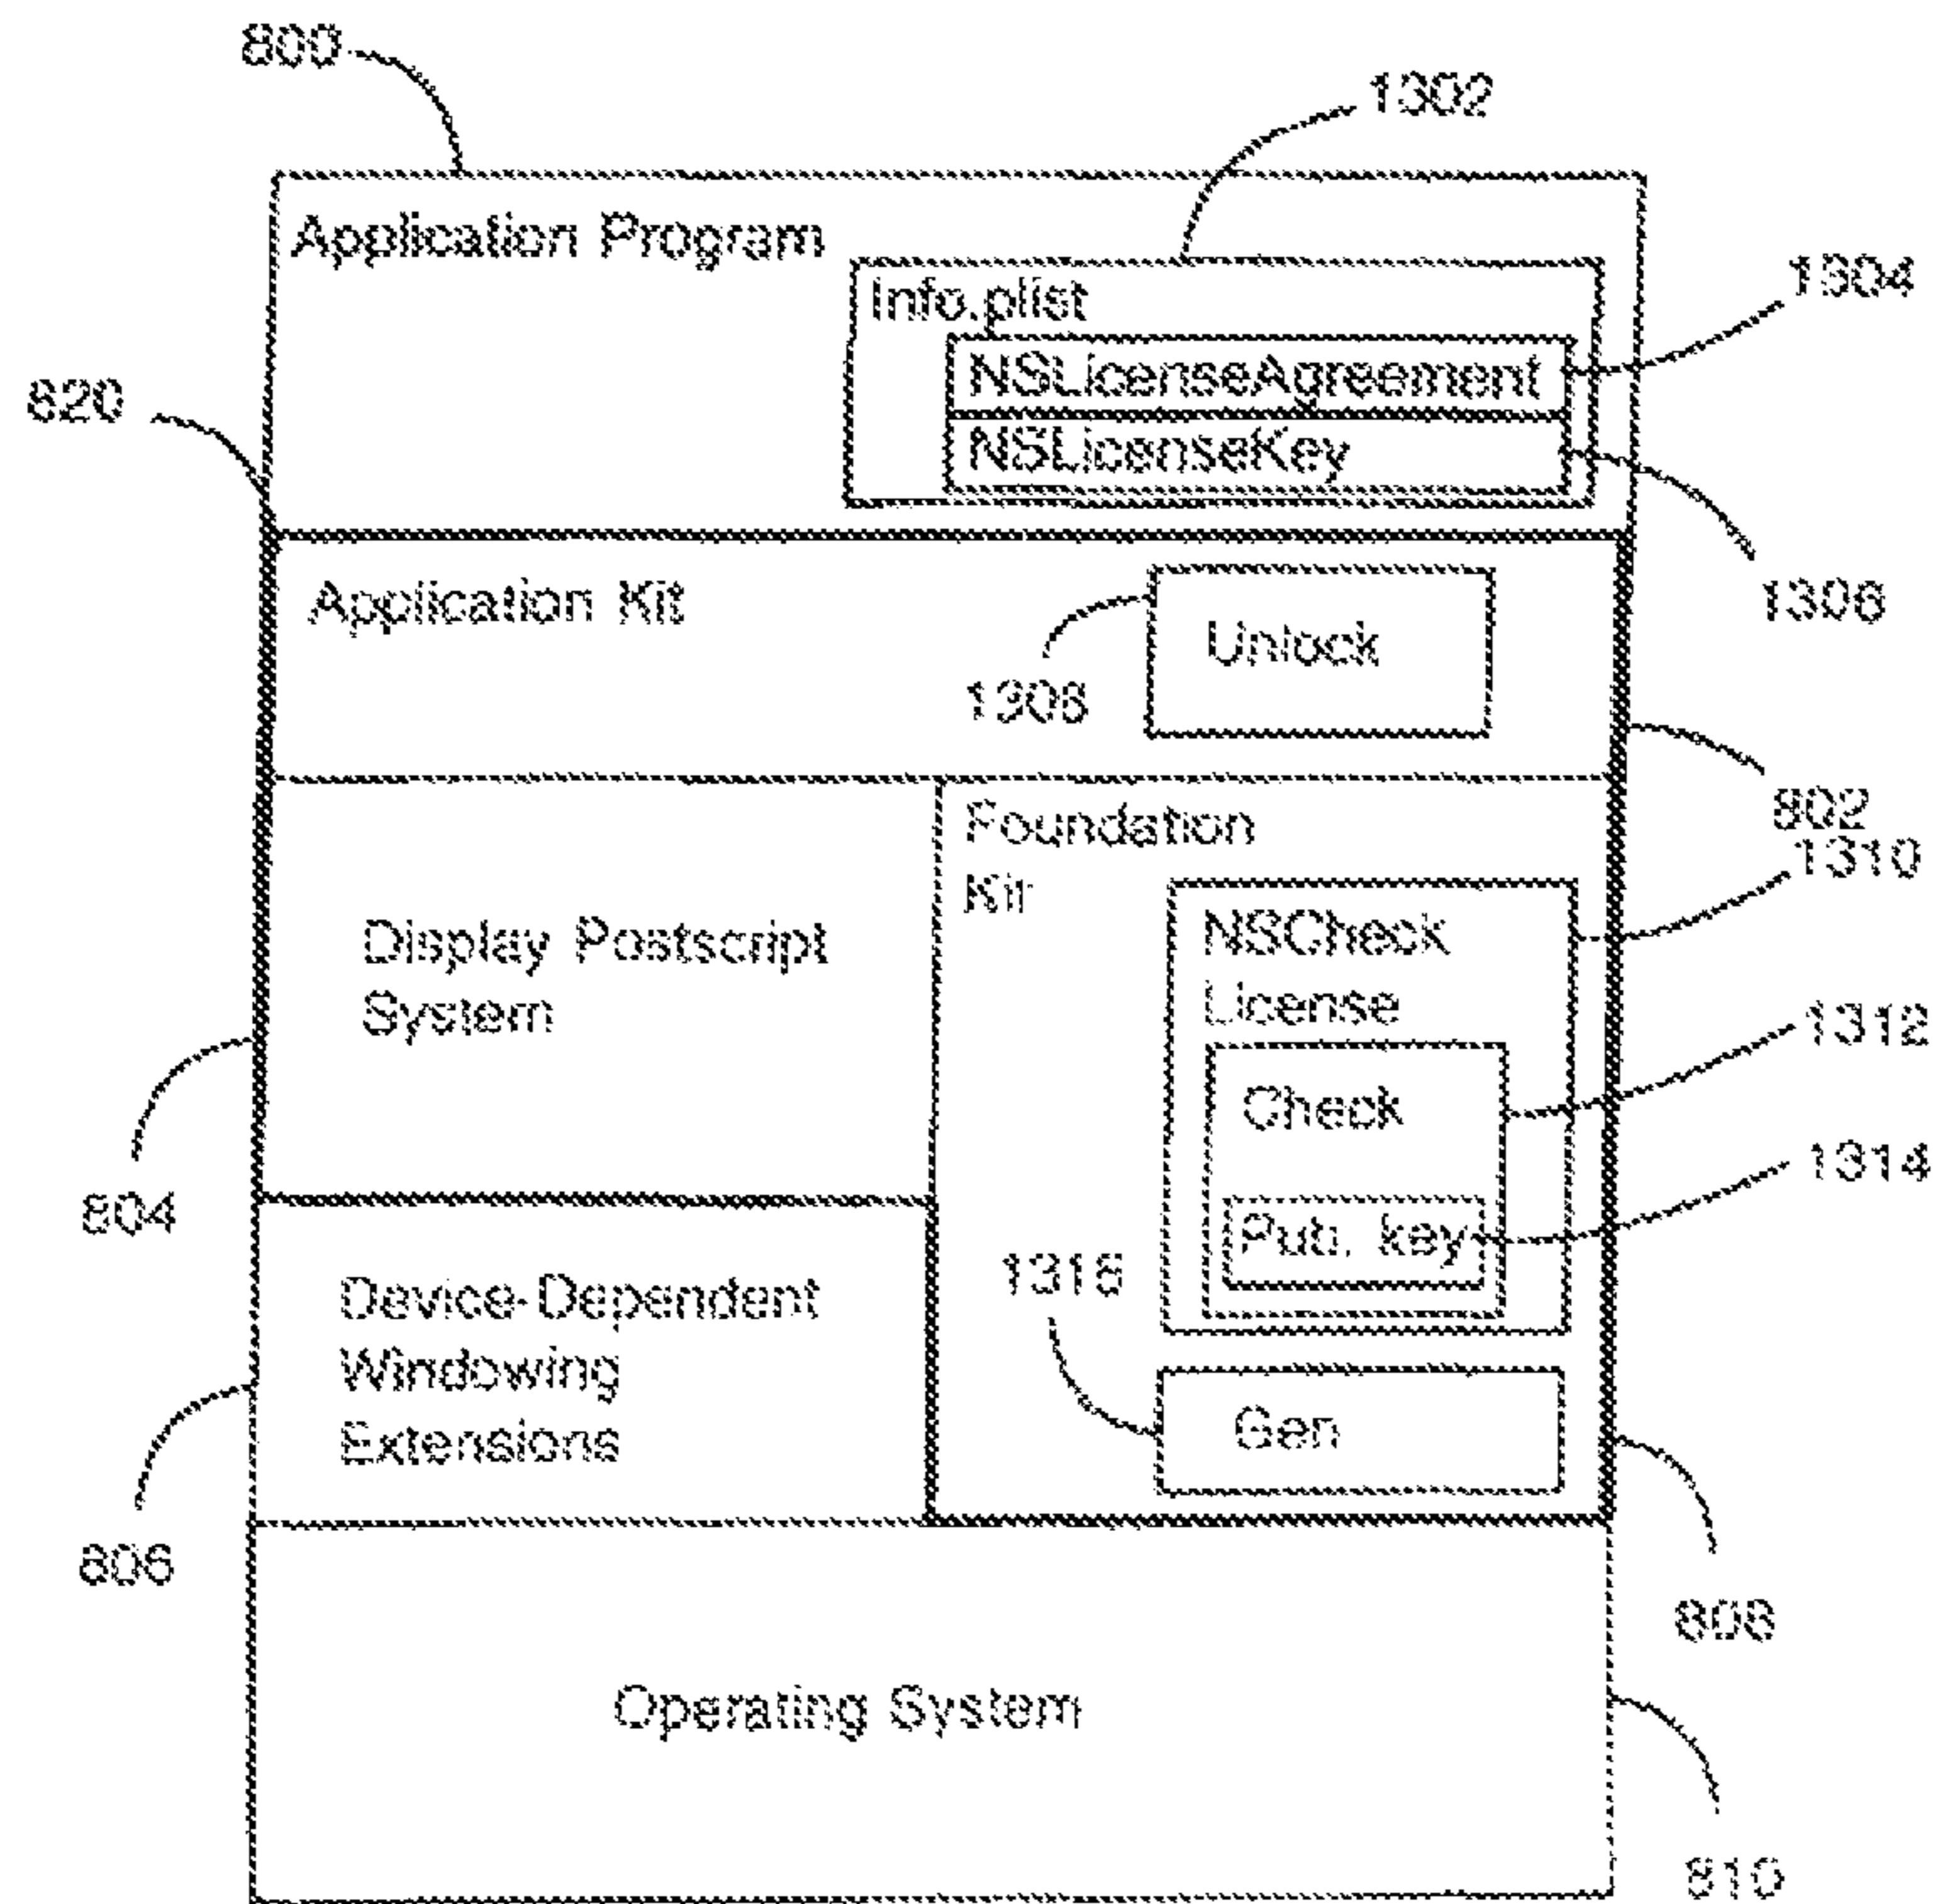 800
1302
Application Program
Info.plist
1304
NSLicenseAgreement
820
NSLicenseKey
Application Kit
1306
Unlock
1308
802
Foundation
Kit
1310
Display Postscript
System
NSCheck
License
1312
Check
1314
804
Pub. key
Device-Dependent
Windowing
Extensions
Gen
806
808
Operating System
810